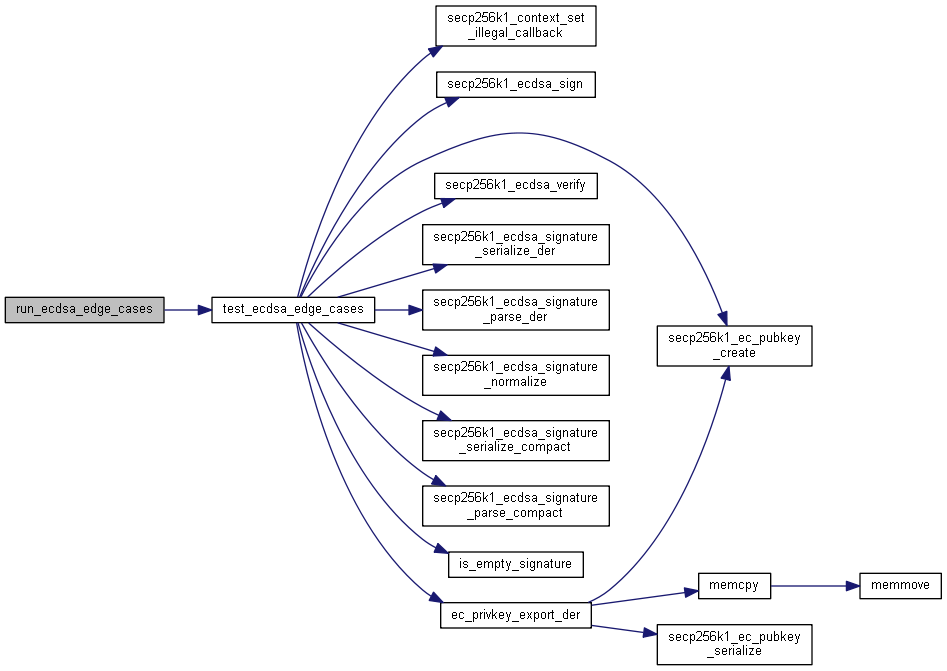 secp256k1_context_set
_illegal_callback
secp256k1_ecdsa_sign
secp256k1_ecdsa_verify
secp256k1_ecdsa_signature
_serialize_der
run_ecdsa_edge_cases
test_ecdsa_edge_cases
secp256k1_ecdsa_signature
_parse_der
secp256k1_ec_pubkey
_create
secp256k1_ecdsa_signature
_normalize
secp256k1_ecdsa_signature
_serialize_compact
secp256k1_ecdsa_signature
_parse_compact
is_empty_signature
ec_privkey_export_der
memcpy
memmove
secp256k1_ec_pubkey
_serialize